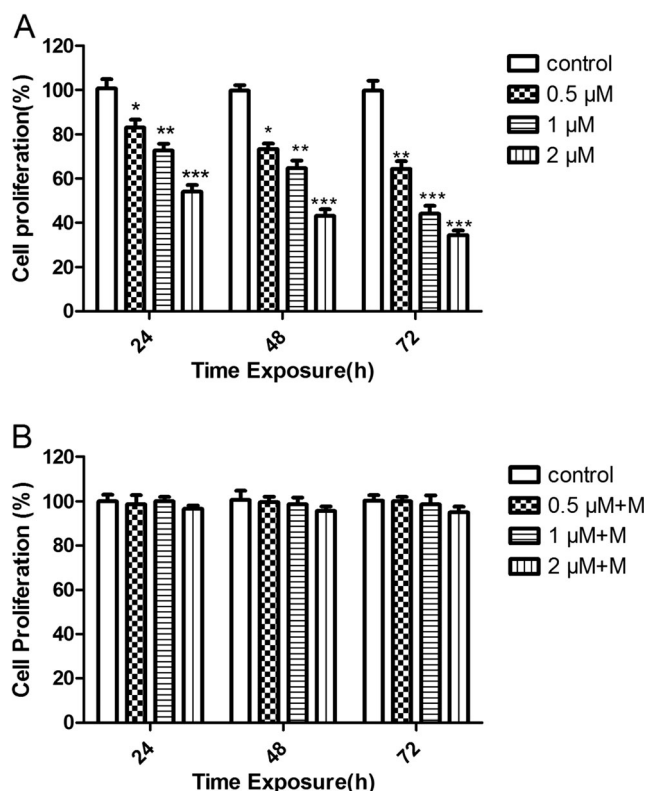 A
120
100
80
60
40
20
0
Cell proliferation(%)
* ** ***
* ** ***
** *** ***
24 48 72
Time Exposure(h)
control
0.5 µM
1 µM
2 µM
B
120
100
80
60
40
20
0
Cell Proliferation (%)
24 48 72
Time Exposure(h)
control
0.5 µM+M
1 µM+M
2 µM+M